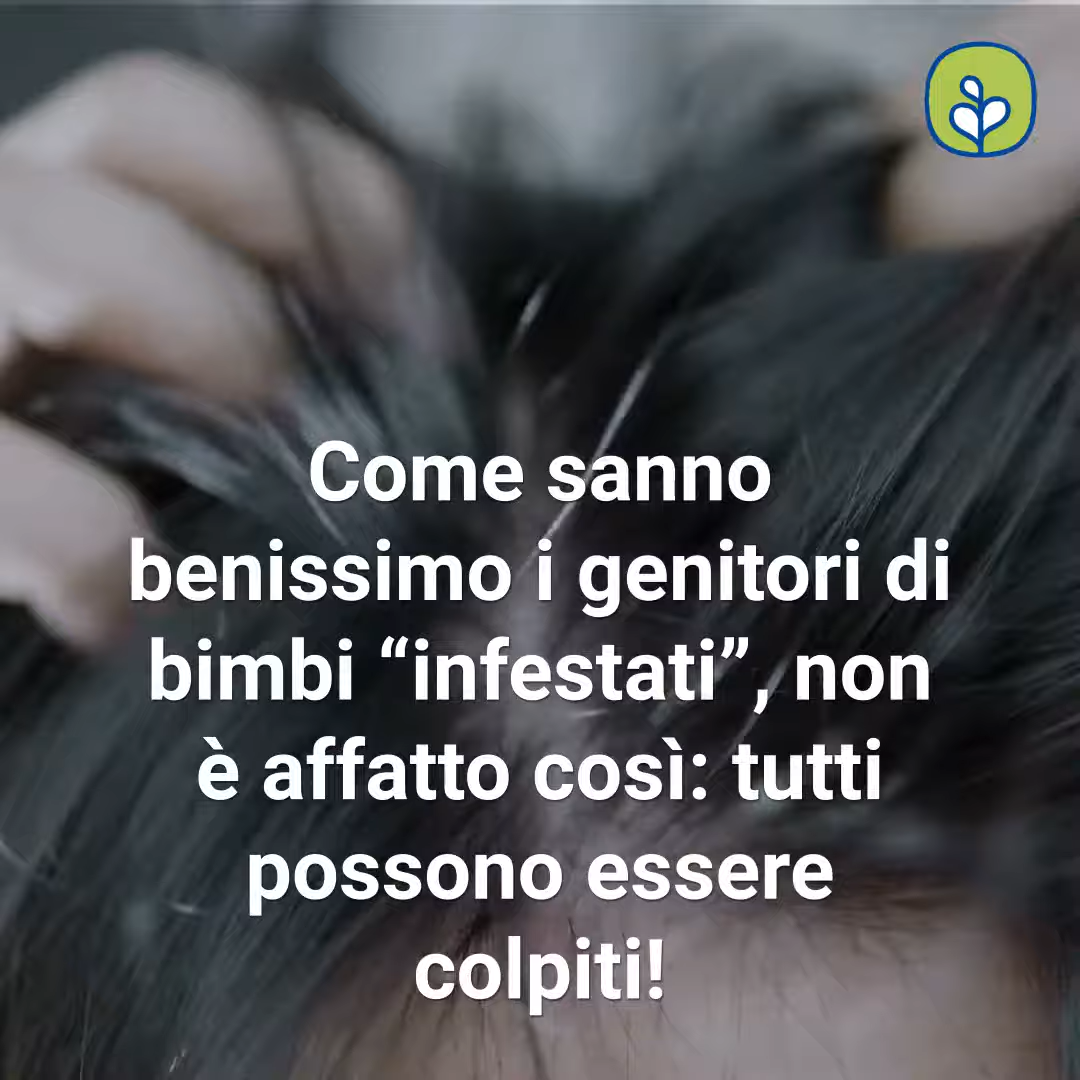 Come sanno
benissimo i genitori di
bimbi “infestati”, non
è affatto così: tutti
possono essere
colpiti!